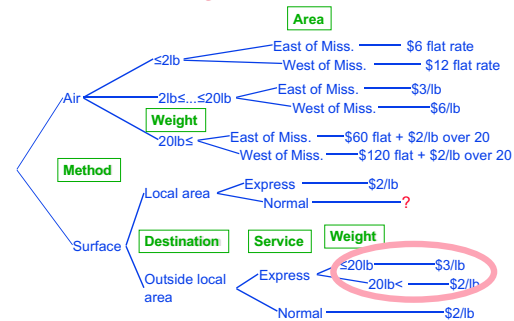 Area
East of Miss. $6 flat rate
≤2lb
West of Miss. $12 flat rate
East of Miss. $3/lb
Air 2lb≤...≤20lb
West of Miss. $6/lb
Weight
20lb≤ East of Miss. $60 flat + $2/lb over 20
West of Miss. $120 flat + $2/lb over 20
Method
Express $2/lb
Local area
Normal ?
Surface Destination Service Weight
≤20lb $3/lb
Outside local area Express
20lb< $2/lb
Normal $2/lb